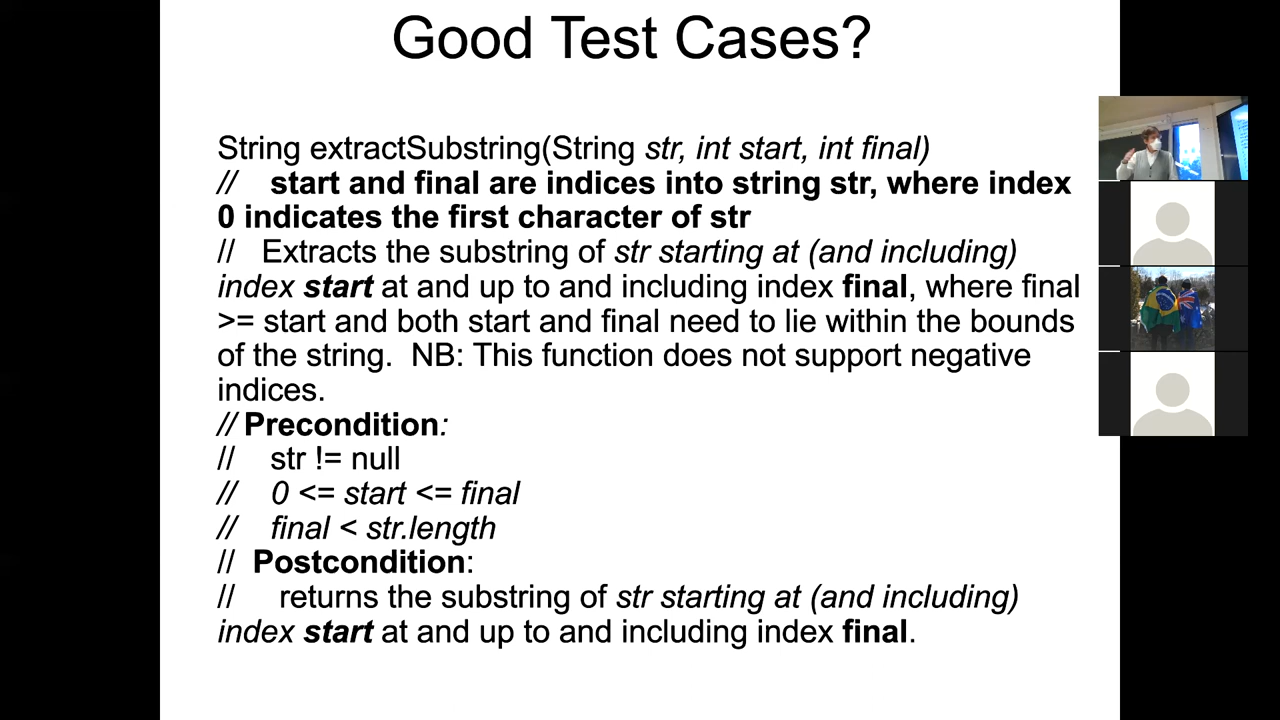 Good Test Cases?
String extractSubstring(String str, int start, int final)
// start and final are indices into string str, where index
0 indicates the first character of str
// Extracts the substring of str starting at (and including)
index start at and up to and including index final, where final
>= start and both start and final need to lie within the bounds
of the string. NB: This function does not support negative
indices.
// Precondition:
// str != null
// 0 <= start <= final
// final < str.length
// Postcondition:
// returns the substring of str starting at (and including)
index start at and up to and including index final.